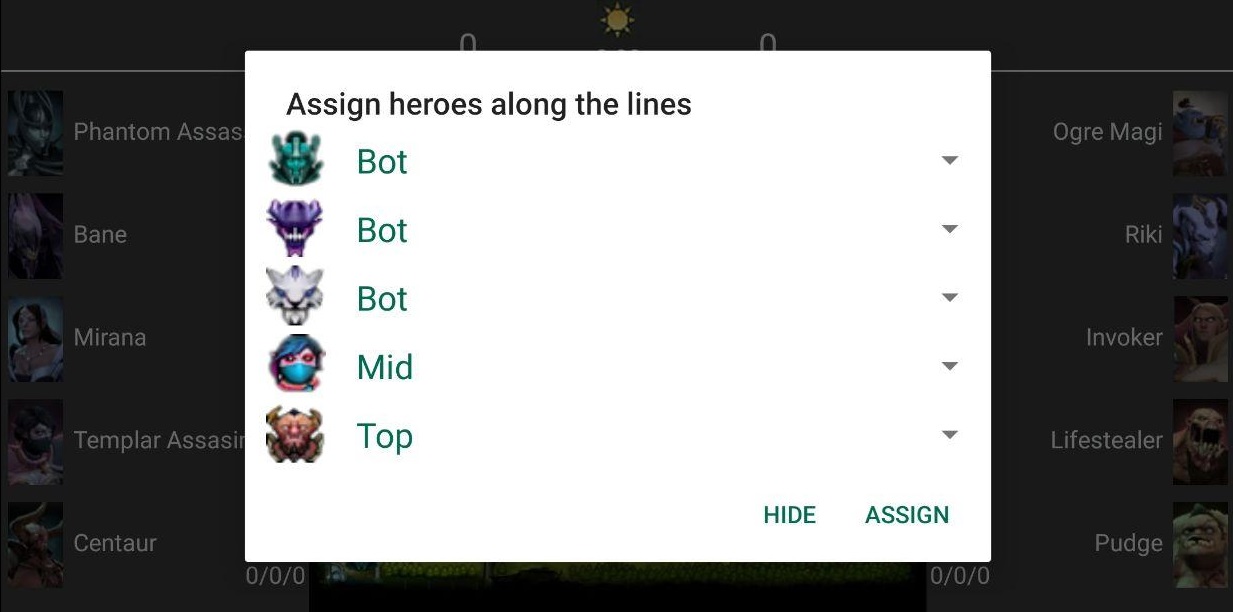 0 0
Assign heroes along the lines
Phantom Assas
Bot
Ogre Magi
Bane
Bot
Riki
Bot
Mirana
Mid
Invoker
Templar Assasin
Top
Lifestealer
HIDE ASSIGN
Centaur
Pudge
0/0/0 0/0/0